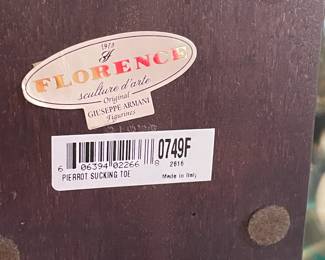 1973
FLORENCE
sculture d'arte
Original
GIUSEPPE ARMANI
Figurines
0749F
6 06394 02266 8 2616
PIERROT SUCKING TOE Made in Italy